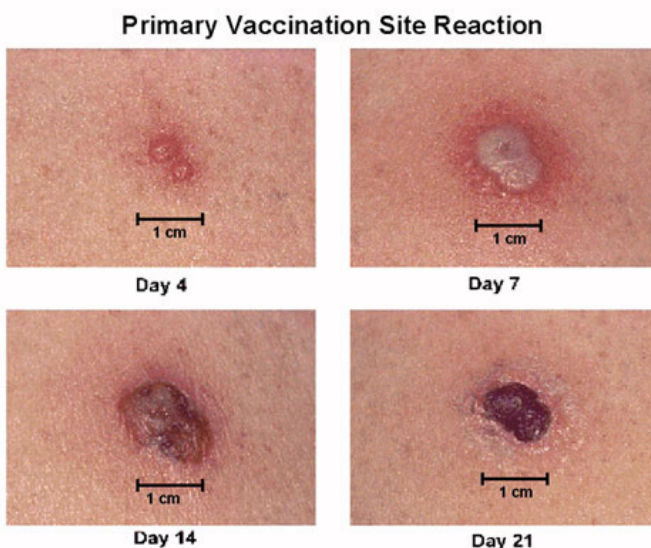 Primary Vaccination Site Reaction
1 cm
1 cm
Day 4
Day 7
1 cm
1 cm
Day 14
Day 21